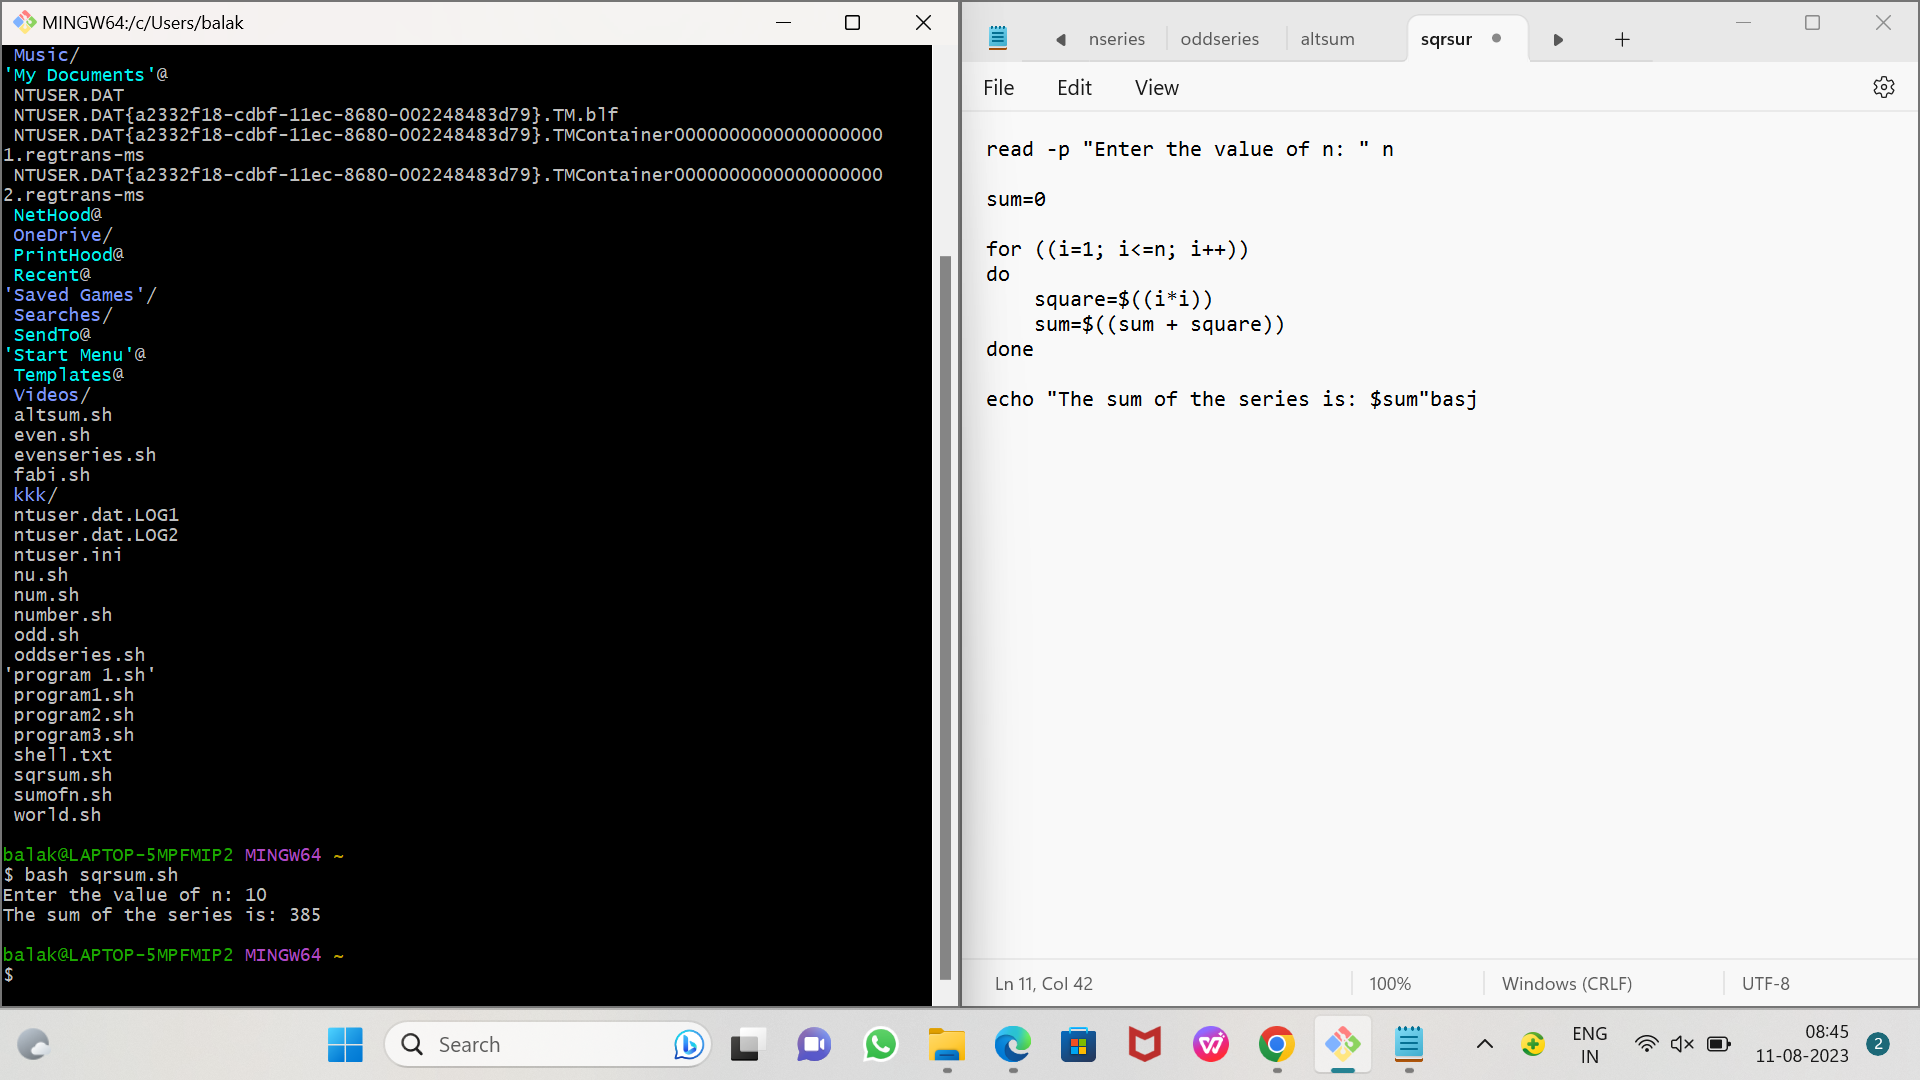 MINGW64:/c/Users/balak
Music/
'My Documents'@
NTUSER.DAT
NTUSER.DAT{a2332f18-cdbf-11ec-8680-002248483d79}.TM.blf
NTUSER.DAT{a2332f18-cdbf-11ec-8680-002248483d79}.TMContainer0000000000000000000
1.regtrans-ms
NTUSER.DAT{a2332f18-cdbf-11ec-8680-002248483d79}.TMContainer0000000000000000000
2.regtrans-ms
NetHood@
OneDrive/
PrintHood@
Recent@
'Saved Games'/
Searches/
SendTo@
'Start Menu'@
Templates@
Videos/
altsum.sh
even.sh
evenseries.sh
fabi.sh
kkk/
ntuser.dat.LOG1
ntuser.dat.LOG2
ntuser.ini
nu.sh
num.sh
number.sh
odd.sh
oddseries.sh
'program 1.sh'
program1.sh
program2.sh
program3.sh
shell.txt
sqrsum.sh
sumofn.sh
world.sh
balak@LAPTOP-5MPFMIP2 MINGW64 ~
$ bash sqrsum.sh
Enter the value of n: 10
The sum of the series is: 385
balak@LAPTOP-5MPFMIP2 MINGW64 ~
$
nseries oddseries altsum sqrsur
File Edit View
read -p "Enter the value of n: " n
sum=0
for ((i=1; i<=n; i++))
do
    square=$((i*i))
    sum=$((sum + square))
done
echo "The sum of the series is: $sum"basj
Ln 11, Col 42 100% Windows (CRLF) UTF-8
Search
ENG
IN
08:45
11-08-2023
2